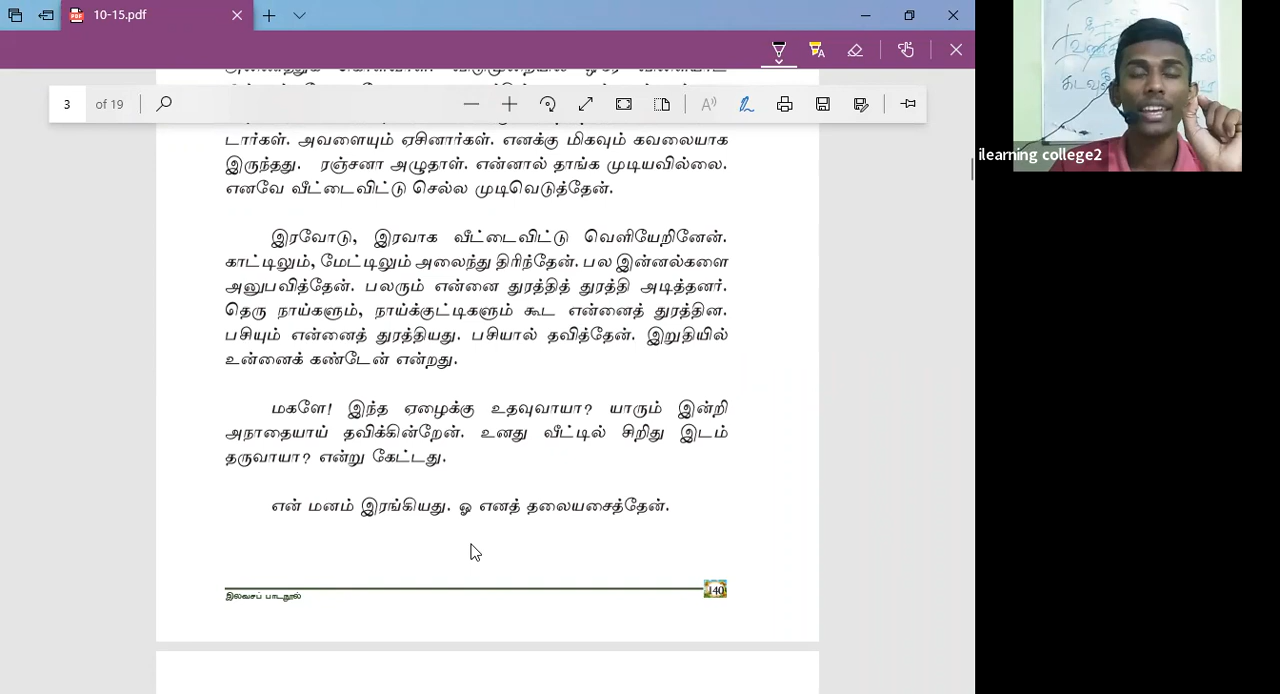 10-15.pdf
3 of 19
டார்கள். அவளையும் ஏசினார்கள். எனக்கு மிகவும் கவலையாக
இருந்தது. ரஞ்சனா அழுதாள். என்னால் தாங்க முடியவில்லை.
எனவே வீட்டைவிட்டு செல்ல முடிவெடுத்தேன்.
இரவோடு, இரவாக வீட்டைவிட்டு வெளியேறினேன்.
காட்டிலும், மேட்டிலும் அலைந்து திரிந்தேன். பல இன்னல்களை
அனுபவித்தேன். பலரும் என்னை துரத்தித் துரத்தி அடித்தனர்.
தெரு நாய்களும், நாய்க்குட்டிகளும் கூட என்னைத் துரத்தின.
பசியும் என்னைத் துரத்தியது. பசியால் தவித்தேன். இறுதியில்
உன்னைக் கண்டேன் என்றது.
மகளே! இந்த ஏழைக்கு உதவுவாயா? யாரும் இன்றி
அநாதையாய் தவிக்கின்றேன். உனது வீட்டில் சிறிது இடம்
தருவாயா? என்று கேட்டது.
என் மனம் இரங்கியது. ஓ எனத் தலையசைத்தேன்.
இலவசப் பாடநூல்
140
ilearning college2